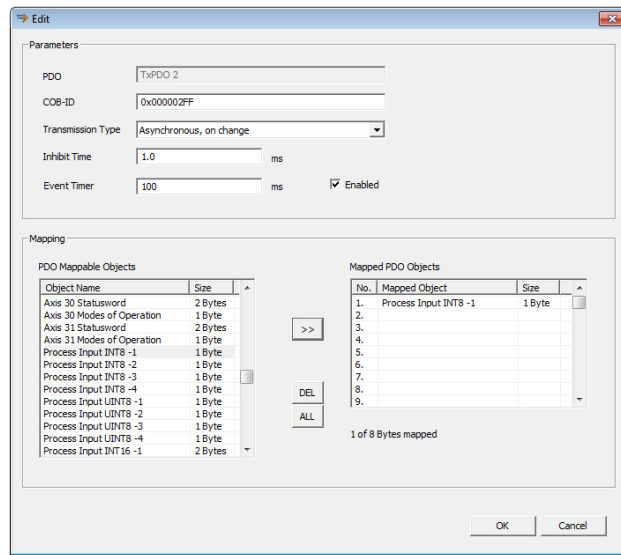 Edit
Parameters
PDO TxPDO 2
COB-ID 0x000002FF
Transmission Type Asynchronous, on change
Inhibit Time 1.0 ms
Event Timer 100 ms Enabled
Mapping
PDO Mappable Objects
Object Name Size
Axis 30 Statusword 2 Bytes
Axis 30 Modes of Operation 1 Byte
Axis 31 Statusword 2 Bytes
Axis 31 Modes of Operation 1 Byte
Process Input INT8 -1 1 Byte
Process Input INT8 -2 1 Byte
Process Input INT8 -3 1 Byte
Process Input INT8 -4 1 Byte
Process Input UINT8 -1 1 Byte
Process Input UINT8 -2 1 Byte
Process Input UINT8 -3 1 Byte
Process Input UINT8 -4 1 Byte
Process Input INT16 -1 2 Bytes
>>
DEL
ALL
Mapped PDO Objects
No. Mapped Object Size
1. Process Input INT8 -1 1 Byte
2.
3.
4.
5.
6.
7.
8.
9.
1 of 8 Bytes mapped
OK Cancel